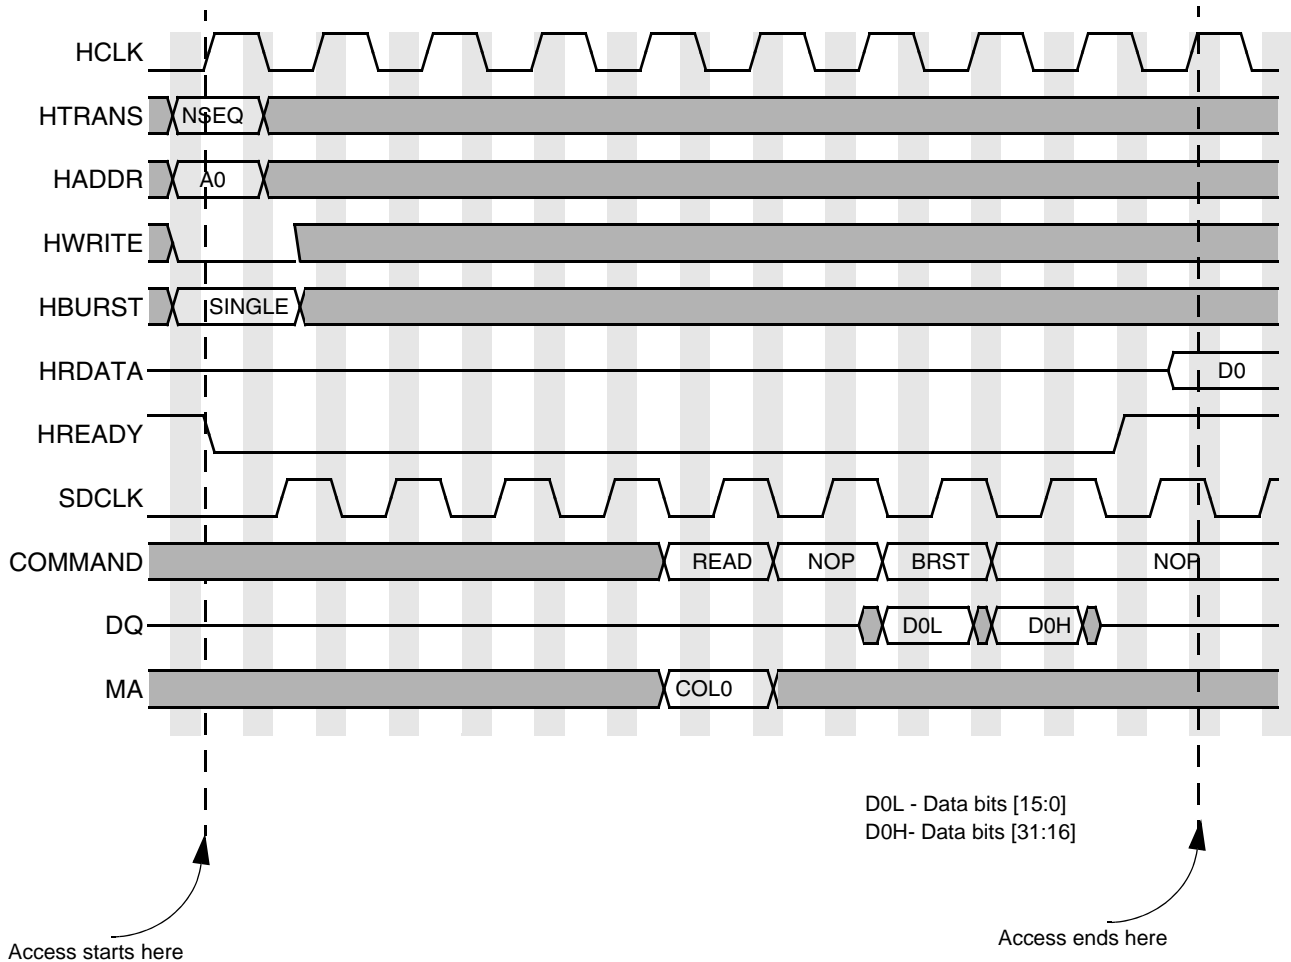 HCLK
HTRANS NSEQ
HADDR A0
HWRITE
HBURST SINGLE
HRDATA D0
HREADY
SDCLK
COMMAND READ NOP BRST NOP
DQ D0L D0H
MA COL0
D0L - Data bits [15:0]
D0H- Data bits [31:16]
Access starts here
Access ends here